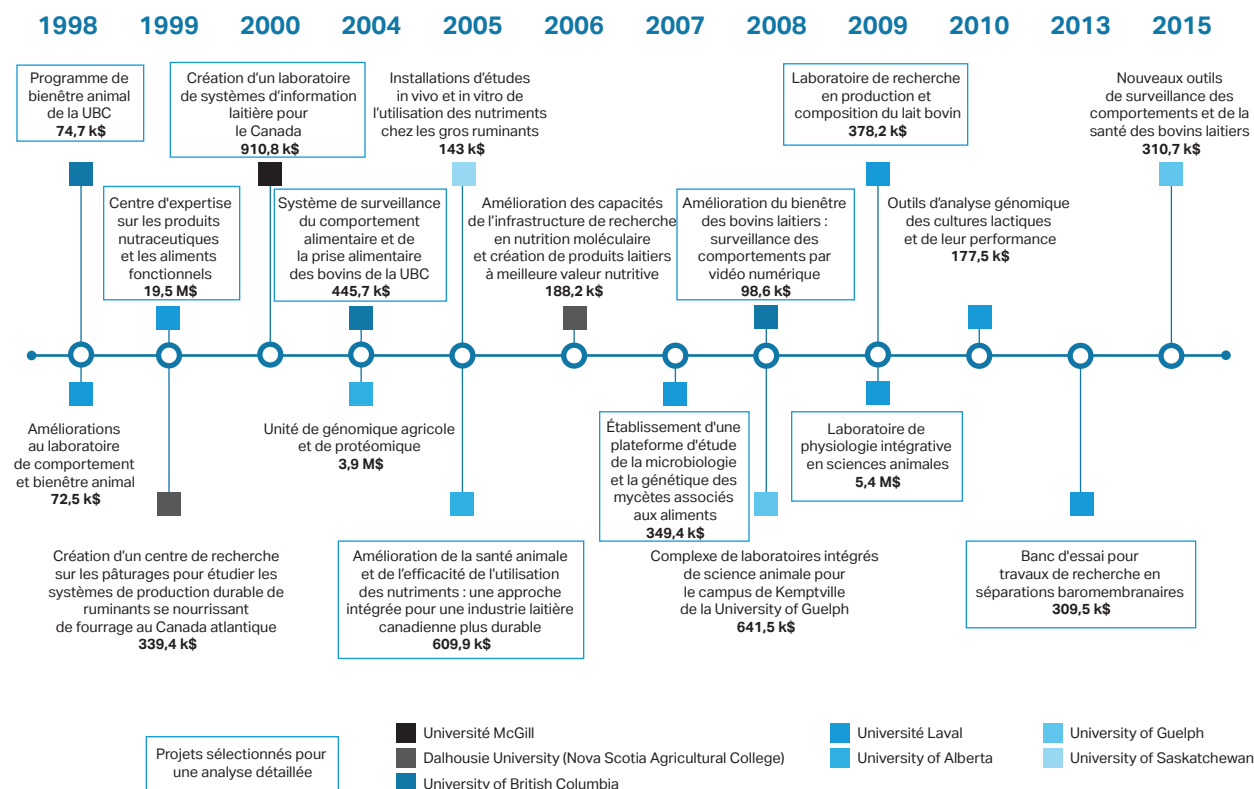 1998 1999 2000 2004 2005 2006 2007 2008 2009 2010 2013 2015
Programme de
bienêtre animal
de la UBC
74,7 k$
Création d'un laboratoire
de systèmes d'information
laitière pour
le Canada
910,8 k$
Installations d'études
in vivo et in vitro de
l'utilisation des nutriments
chez les gros ruminants
143 k$
Laboratoire de recherche
en production et
composition du lait bovin
378,2 k$
Nouveaux outils
de surveillance des
comportements et de la
santé des bovins laitiers
310,7 k$
Centre d'expertise
sur les produits
nutraceutiques
et les aliments
fonctionnels
19,5 M$
Système de surveillance
du comportement
alimentaire et de
la prise alimentaire
des bovins de la UBC
445,7 k$
Amélioration des capacités
de l'infrastructure de recherche
en nutrition moléculaire
et création de produits laitiers
à meilleure valeur nutritive
188,2 k$
Amélioration du bienêtre
des bovins laitiers :
surveillance des
comportements par
vidéo numérique
98,6 k$
Outils d'analyse génomique
des cultures lactiques
et de leur performance
177,5 k$
Améliorations
au laboratoire
de comportement
et bienêtre animal
72,5 k$
Unité de génomique agricole
et de protéomique
3,9 M$
Établissement d'une
plateforme d'étude
de la microbiologie
et la génétique des
mycètes associés
aux aliments
349,4 k$
Laboratoire de
physiologie intégrative
en sciences animales
5,4 M$
Création d'un centre de recherche
sur les pâturages pour étudier les
systèmes de production durable de
ruminants se nourrissant
de fourrage au Canada atlantique
339,4 k$
Amélioration de la santé animale
et de l'efficacité de l'utilisation
des nutriments : une approche
intégrée pour une industrie laitière
canadienne plus durable
609,9 k$
Complexe de laboratoires intégrés
de science animale pour
le campus de Kemptville
de la University of Guelph
641,5 k$
Banc d'essai pour
travaux de recherche en
séparations baromembranaires
309,5 k$
Projets sélectionnés pour
une analyse détaillée
Université McGill
Dalhousie University (Nova Scotia Agricultural College)
University of British Columbia
Université Laval
University of Alberta
University of Guelph
University of Saskatchewan